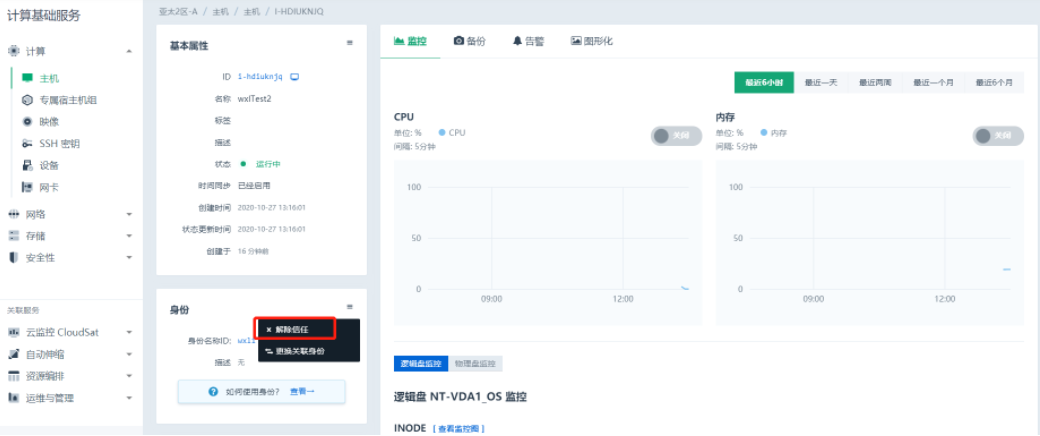 计算基础服务
计算
主机
专属宿主机组
映像
SSH 密钥
设备
网卡
网络
存储
安全性
关联服务
云监控 CloudSat
自动伸缩
资源编排
运维与管理
亚太2区-A / 主机 / 主机 / I-HDIUKNJQ
基本属性
ID i-hdiuknjq
名称 wxlTest2
标签
描述
状态 运行中
时间同步 已经启用
创建时间 2020-10-27 13:16:01
状态更新时间 2020-10-27 13:16:01
创建于 16 分钟前
身份
解除信任
更换关联身份
身份名称ID:
描述 无
如何使用身份? 查看→
监控 备份 告警 图形化
最近6小时 最近一天 最近两周 最近一个月 最近6个月
CPU
单位: % CPU
间隔: 5分钟
关闭
100
50
0
09:00 12:00
内存
单位: % 内存
间隔: 5分钟
关闭
100
50
0
09:00 12:00
逻辑盘监控 物理盘监控
逻辑盘 NT-VDA1_OS 监控
INODE [ 查看监控图 ]